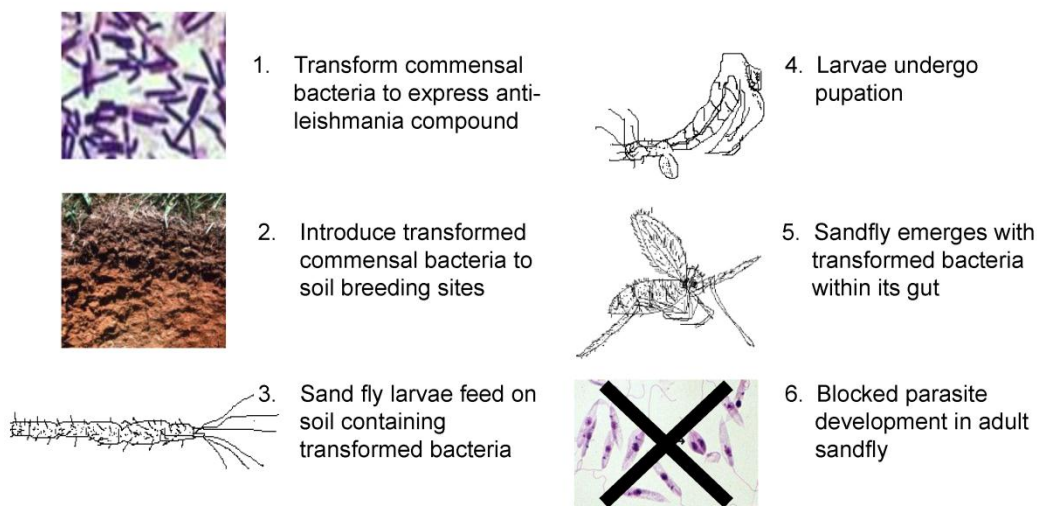 1. Transform commensal
bacteria to express anti-
leishmania compound
2. Introduce transformed
commensal bacteria to
soil breeding sites
3. Sand fly larvae feed on
soil containing
transformed bacteria
4. Larvae undergo
pupation
5. Sandfly emerges with
transformed bacteria
within its gut
6. Blocked parasite
development in adult
sandfly